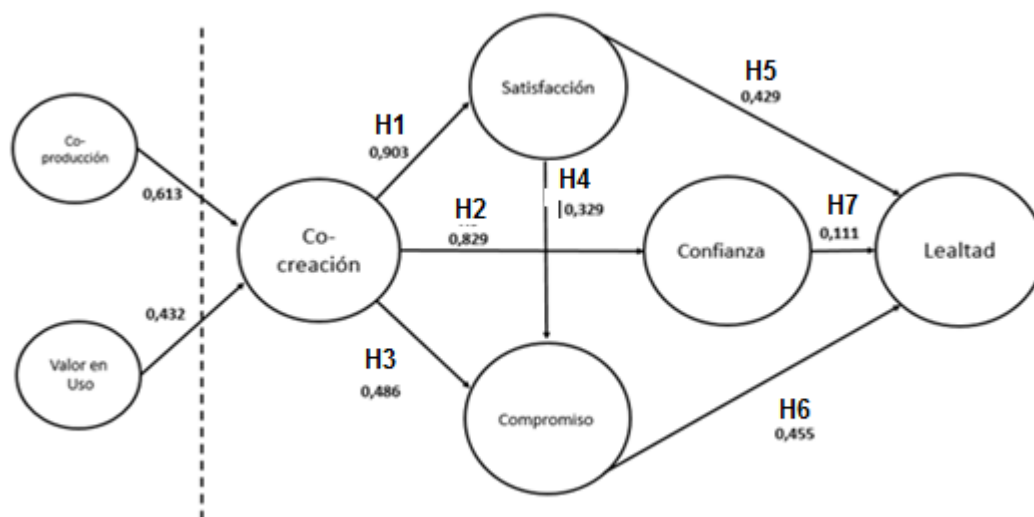 Co-
producción
0,613
Valor en
Uso
0,432
Co-
creación
H1
0,903
H2
0,829
H3
0,486
Satisfacción
H4
0,329
Compromiso
Confianza
H5
0,429
H7
0,111
H6
0,455
Lealtad